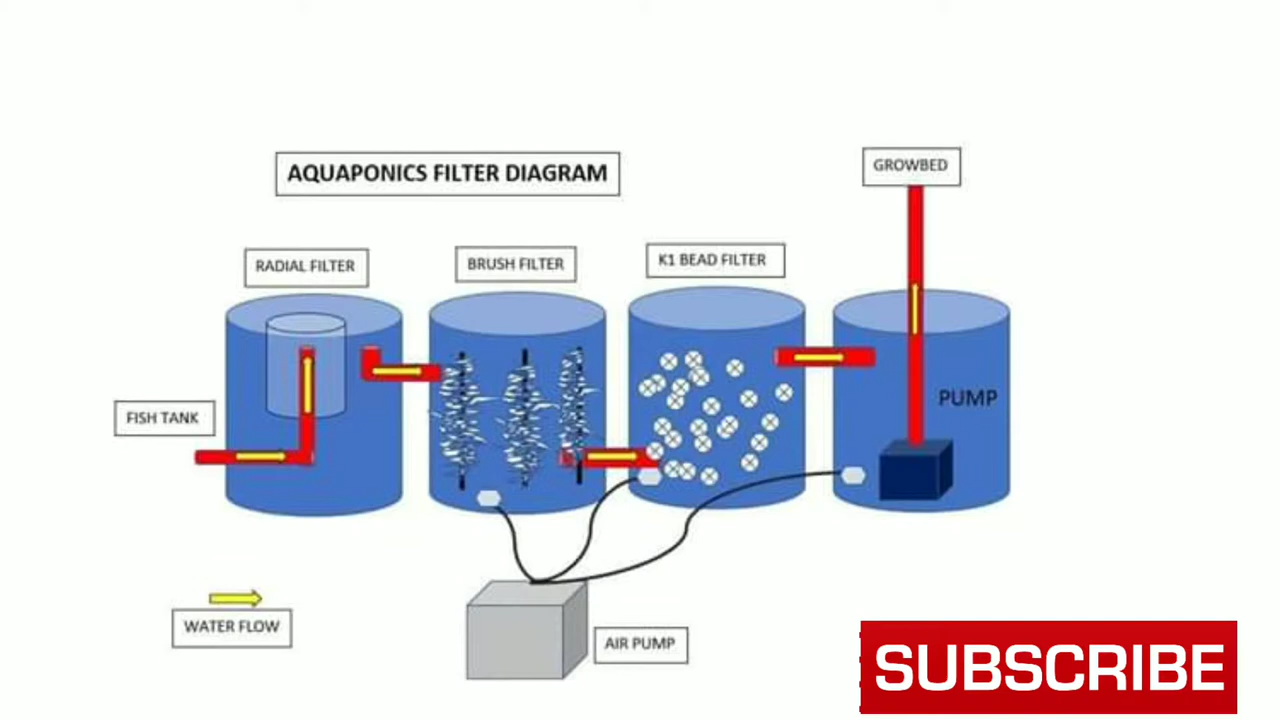 AQUAPONICS FILTER DIAGRAM
GROWBED
RADIAL FILTER
BRUSH FILTER
K1 BEAD FILTER
FISH TANK
PUMP
WATER FLOW
AIR PUMP
SUBSCRIBE